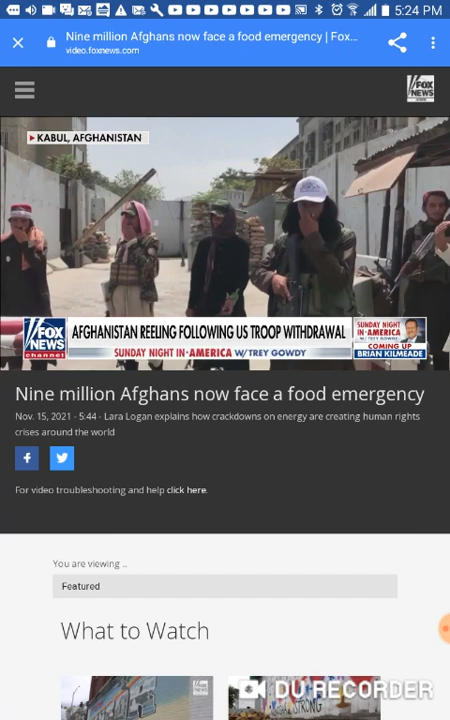 5:24 PM
Nine million Afghans now face a food emergency | Fox...
video.foxnews.com
FOX
NEWS
▸ KABUL, AFGHANISTAN
FOX
NEWS
channel
AFGHANISTAN REELING FOLLOWING US TROOP WITHDRAWAL
SUNDAY NIGHT IN AMERICA W/TREY GOWDY
SUNDAY NIGHT
IN AMERICA
COMING UP
BRIAN KILMEADE
Nine million Afghans now face a food emergency
Nov. 15, 2021 - 5:44 - Lara Logan explains how crackdowns on energy are creating human rights
crises around the world
For video troubleshooting and help click here.
You are viewing ...
Featured
What to Watch
FOX
NEWS
STRONG
DU RECORDER